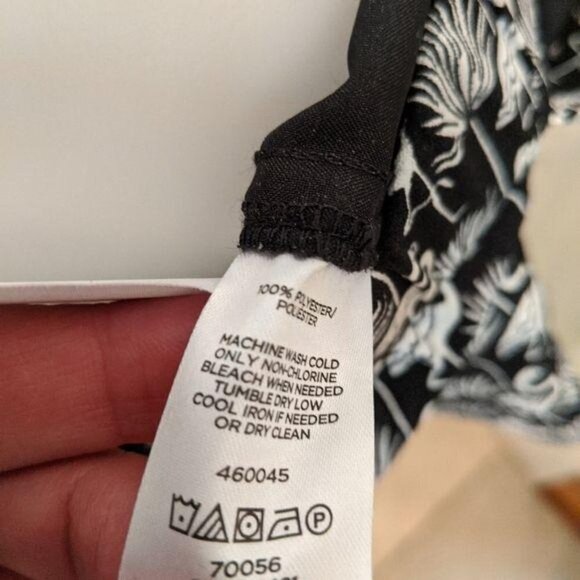 100% POLYESTER/
POLIESTER
MACHINE WASH COLD
ONLY NON-CHLORINE
BLEACH WHEN NEEDED
TUMBLE DRY LOW
COOL IRON IF NEEDED
OR DRY CLEAN
460045
P
70056